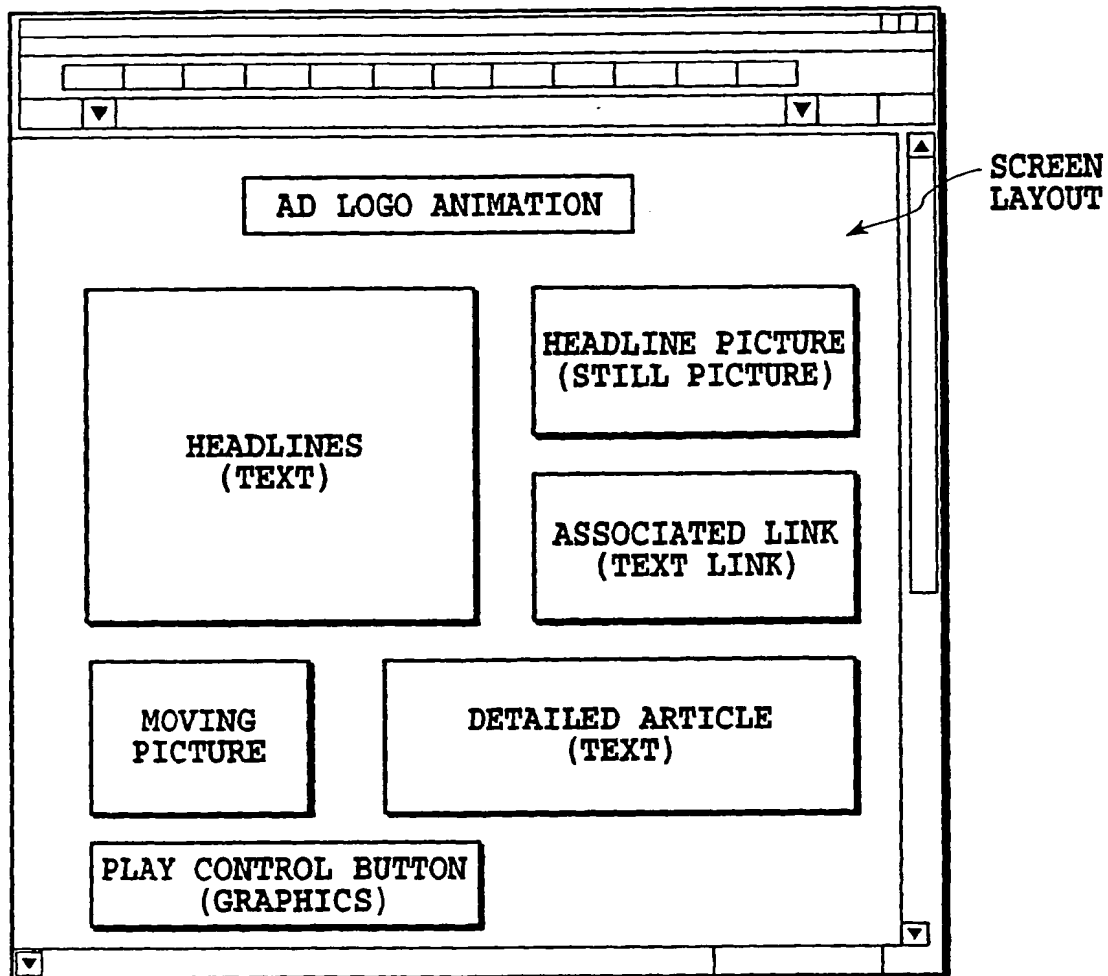 AD LOGO ANIMATION
SCREEN
LAYOUT
HEADLINES
(TEXT)
HEADLINE PICTURE
(STILL PICTURE)
ASSOCIATED LINK
(TEXT LINK)
MOVING
PICTURE
DETAILED ARTICLE
(TEXT)
PLAY CONTROL BUTTON
(GRAPHICS)